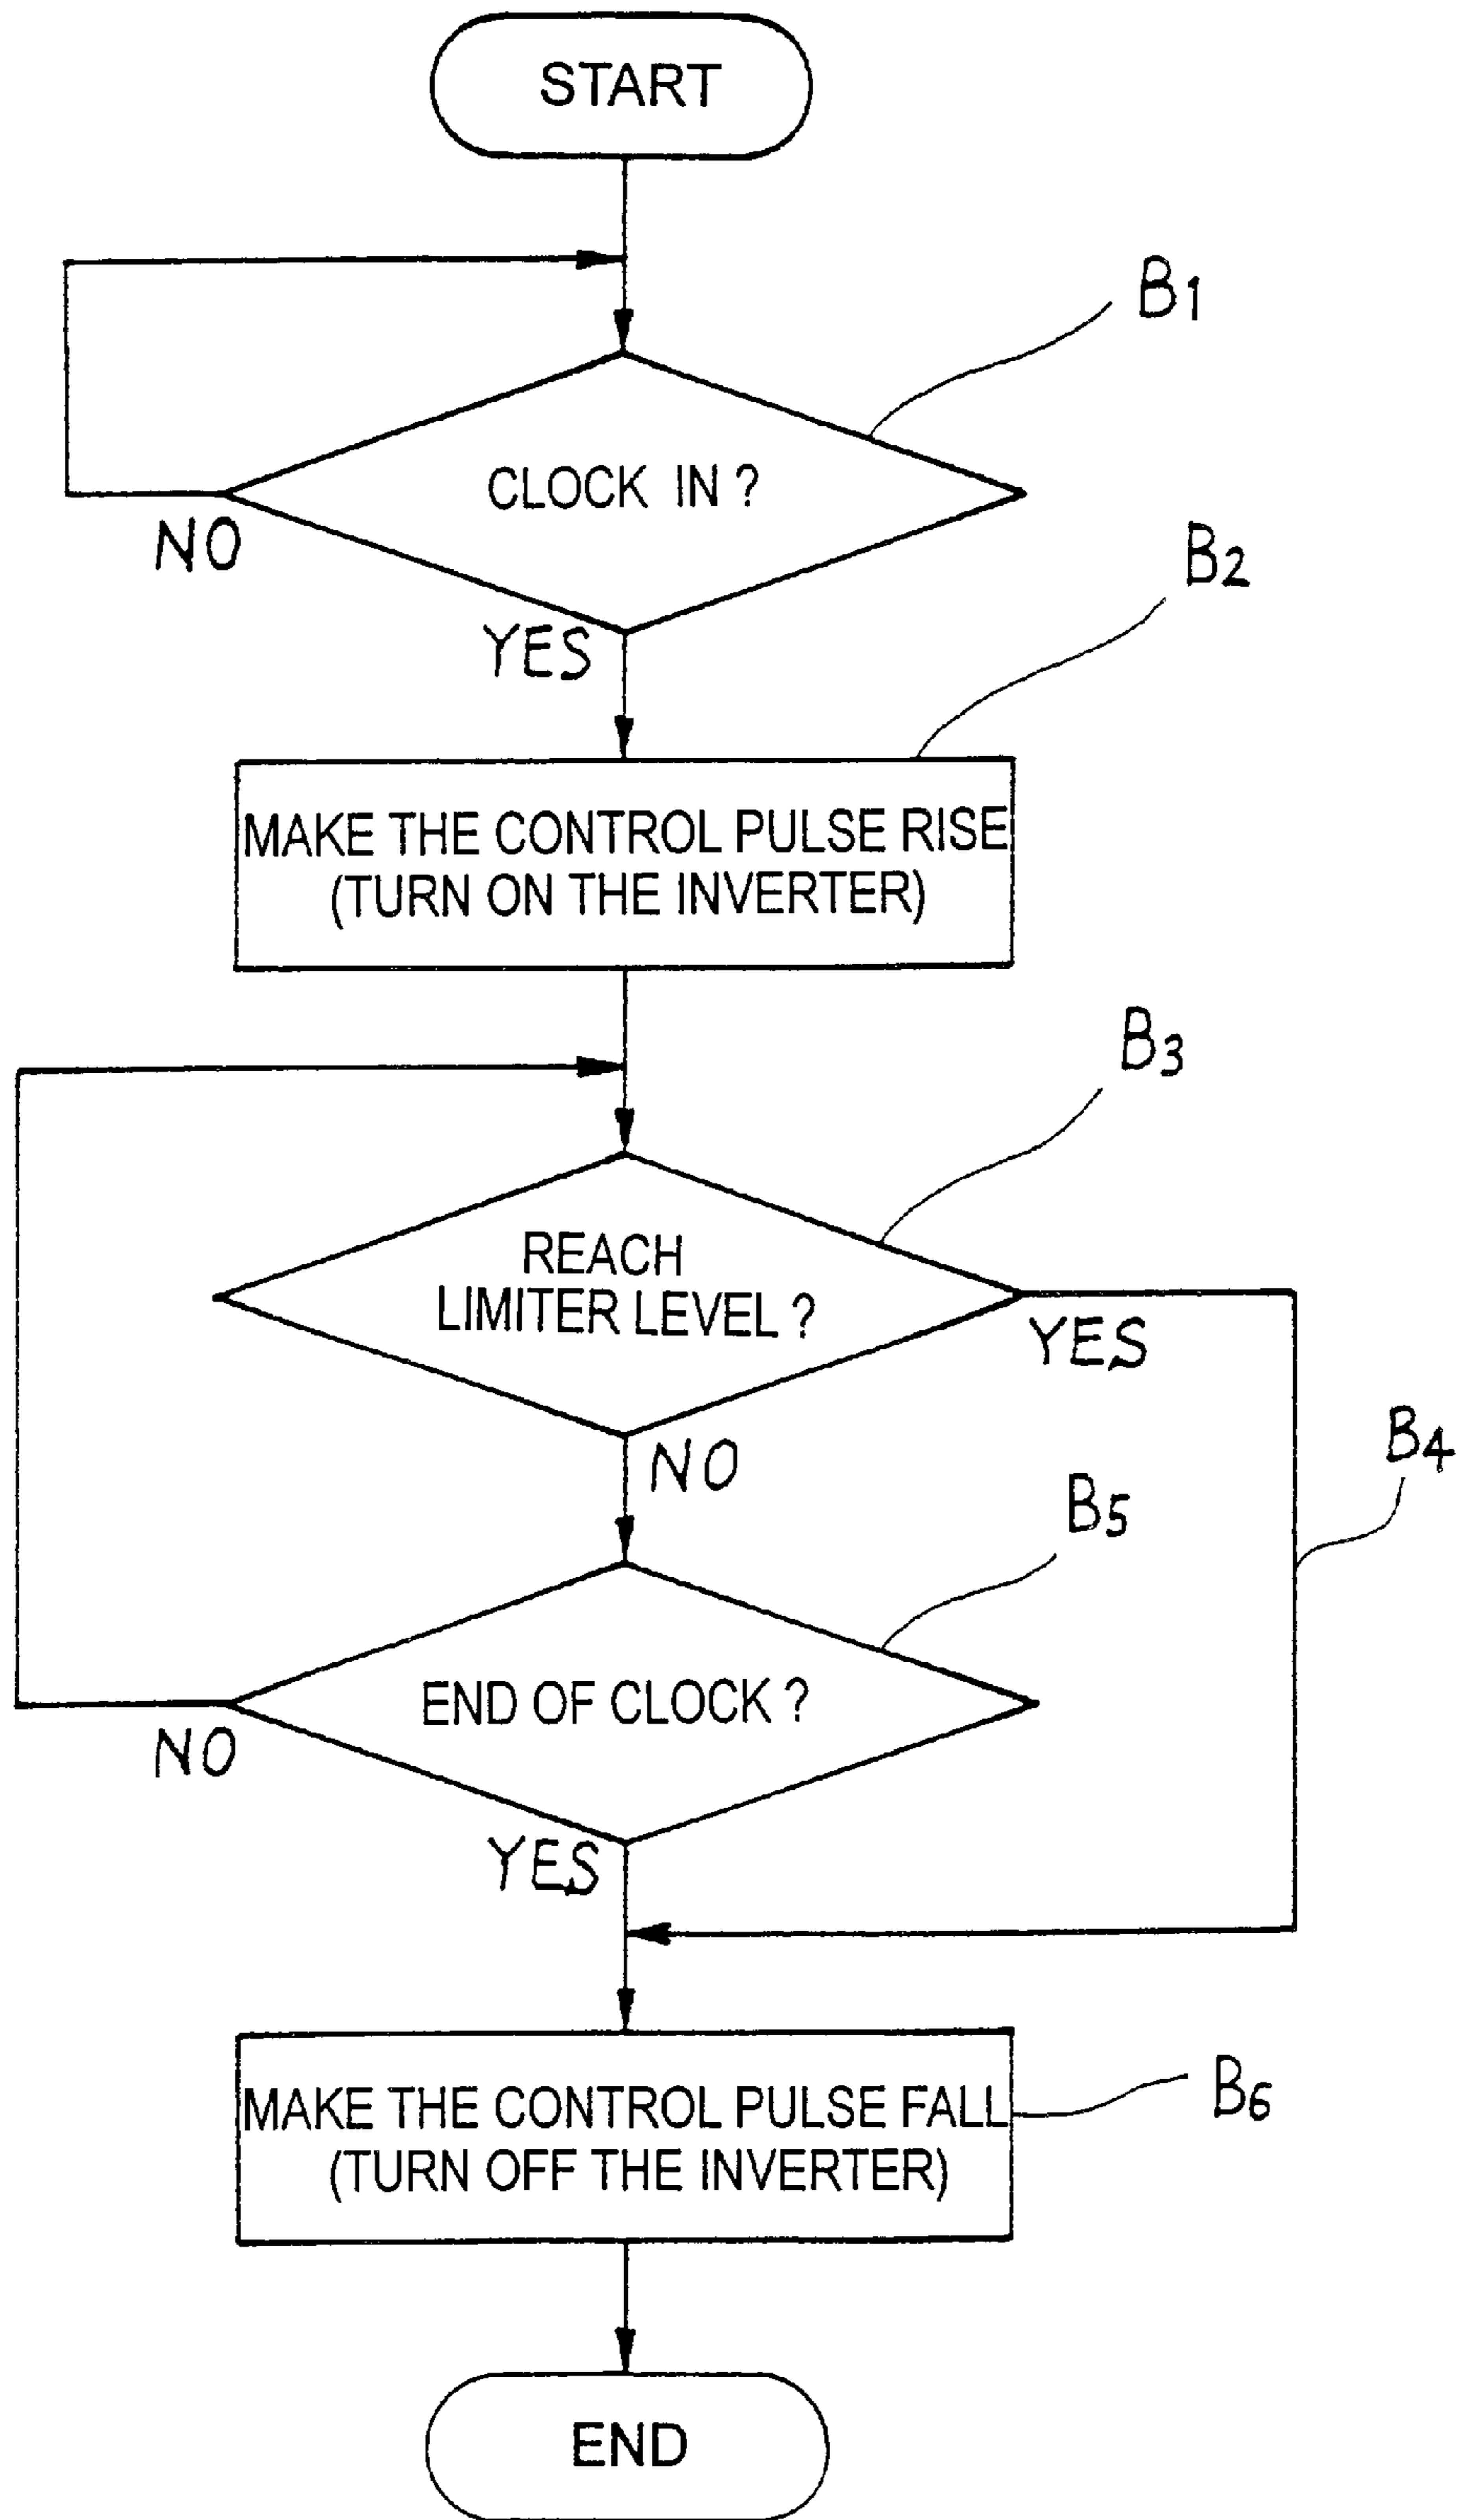 START
B1
CLOCK IN ?
NO
B2
YES
MAKE THE CONTROL PULSE RISE
(TURN ON THE INVERTER)
B3
REACH
LIMITER LEVEL ?
YES
B4
NO
B5
END OF CLOCK ?
NO
YES
MAKE THE CONTROL PULSE FALL
(TURN OFF THE INVERTER)
B6
END